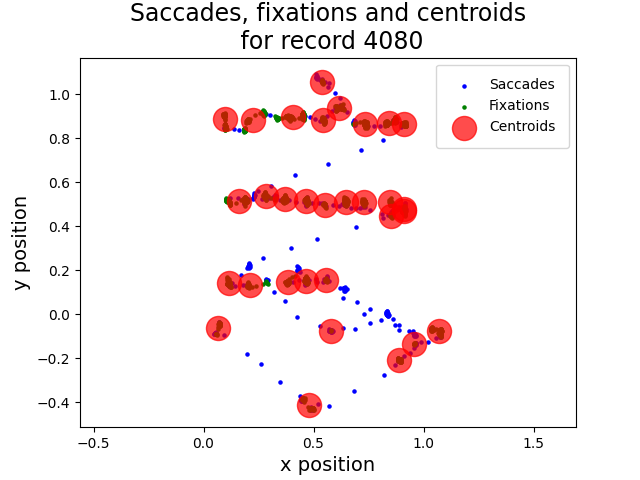 Saccades, fixations and centroids
for record 4080
Saccades
Fixations
Centroids
1.0
0.8
0.6
0.4
0.2
0.0
−0.2
−0.4
y position
−0.5
0.0
0.5
1.0
1.5
x position